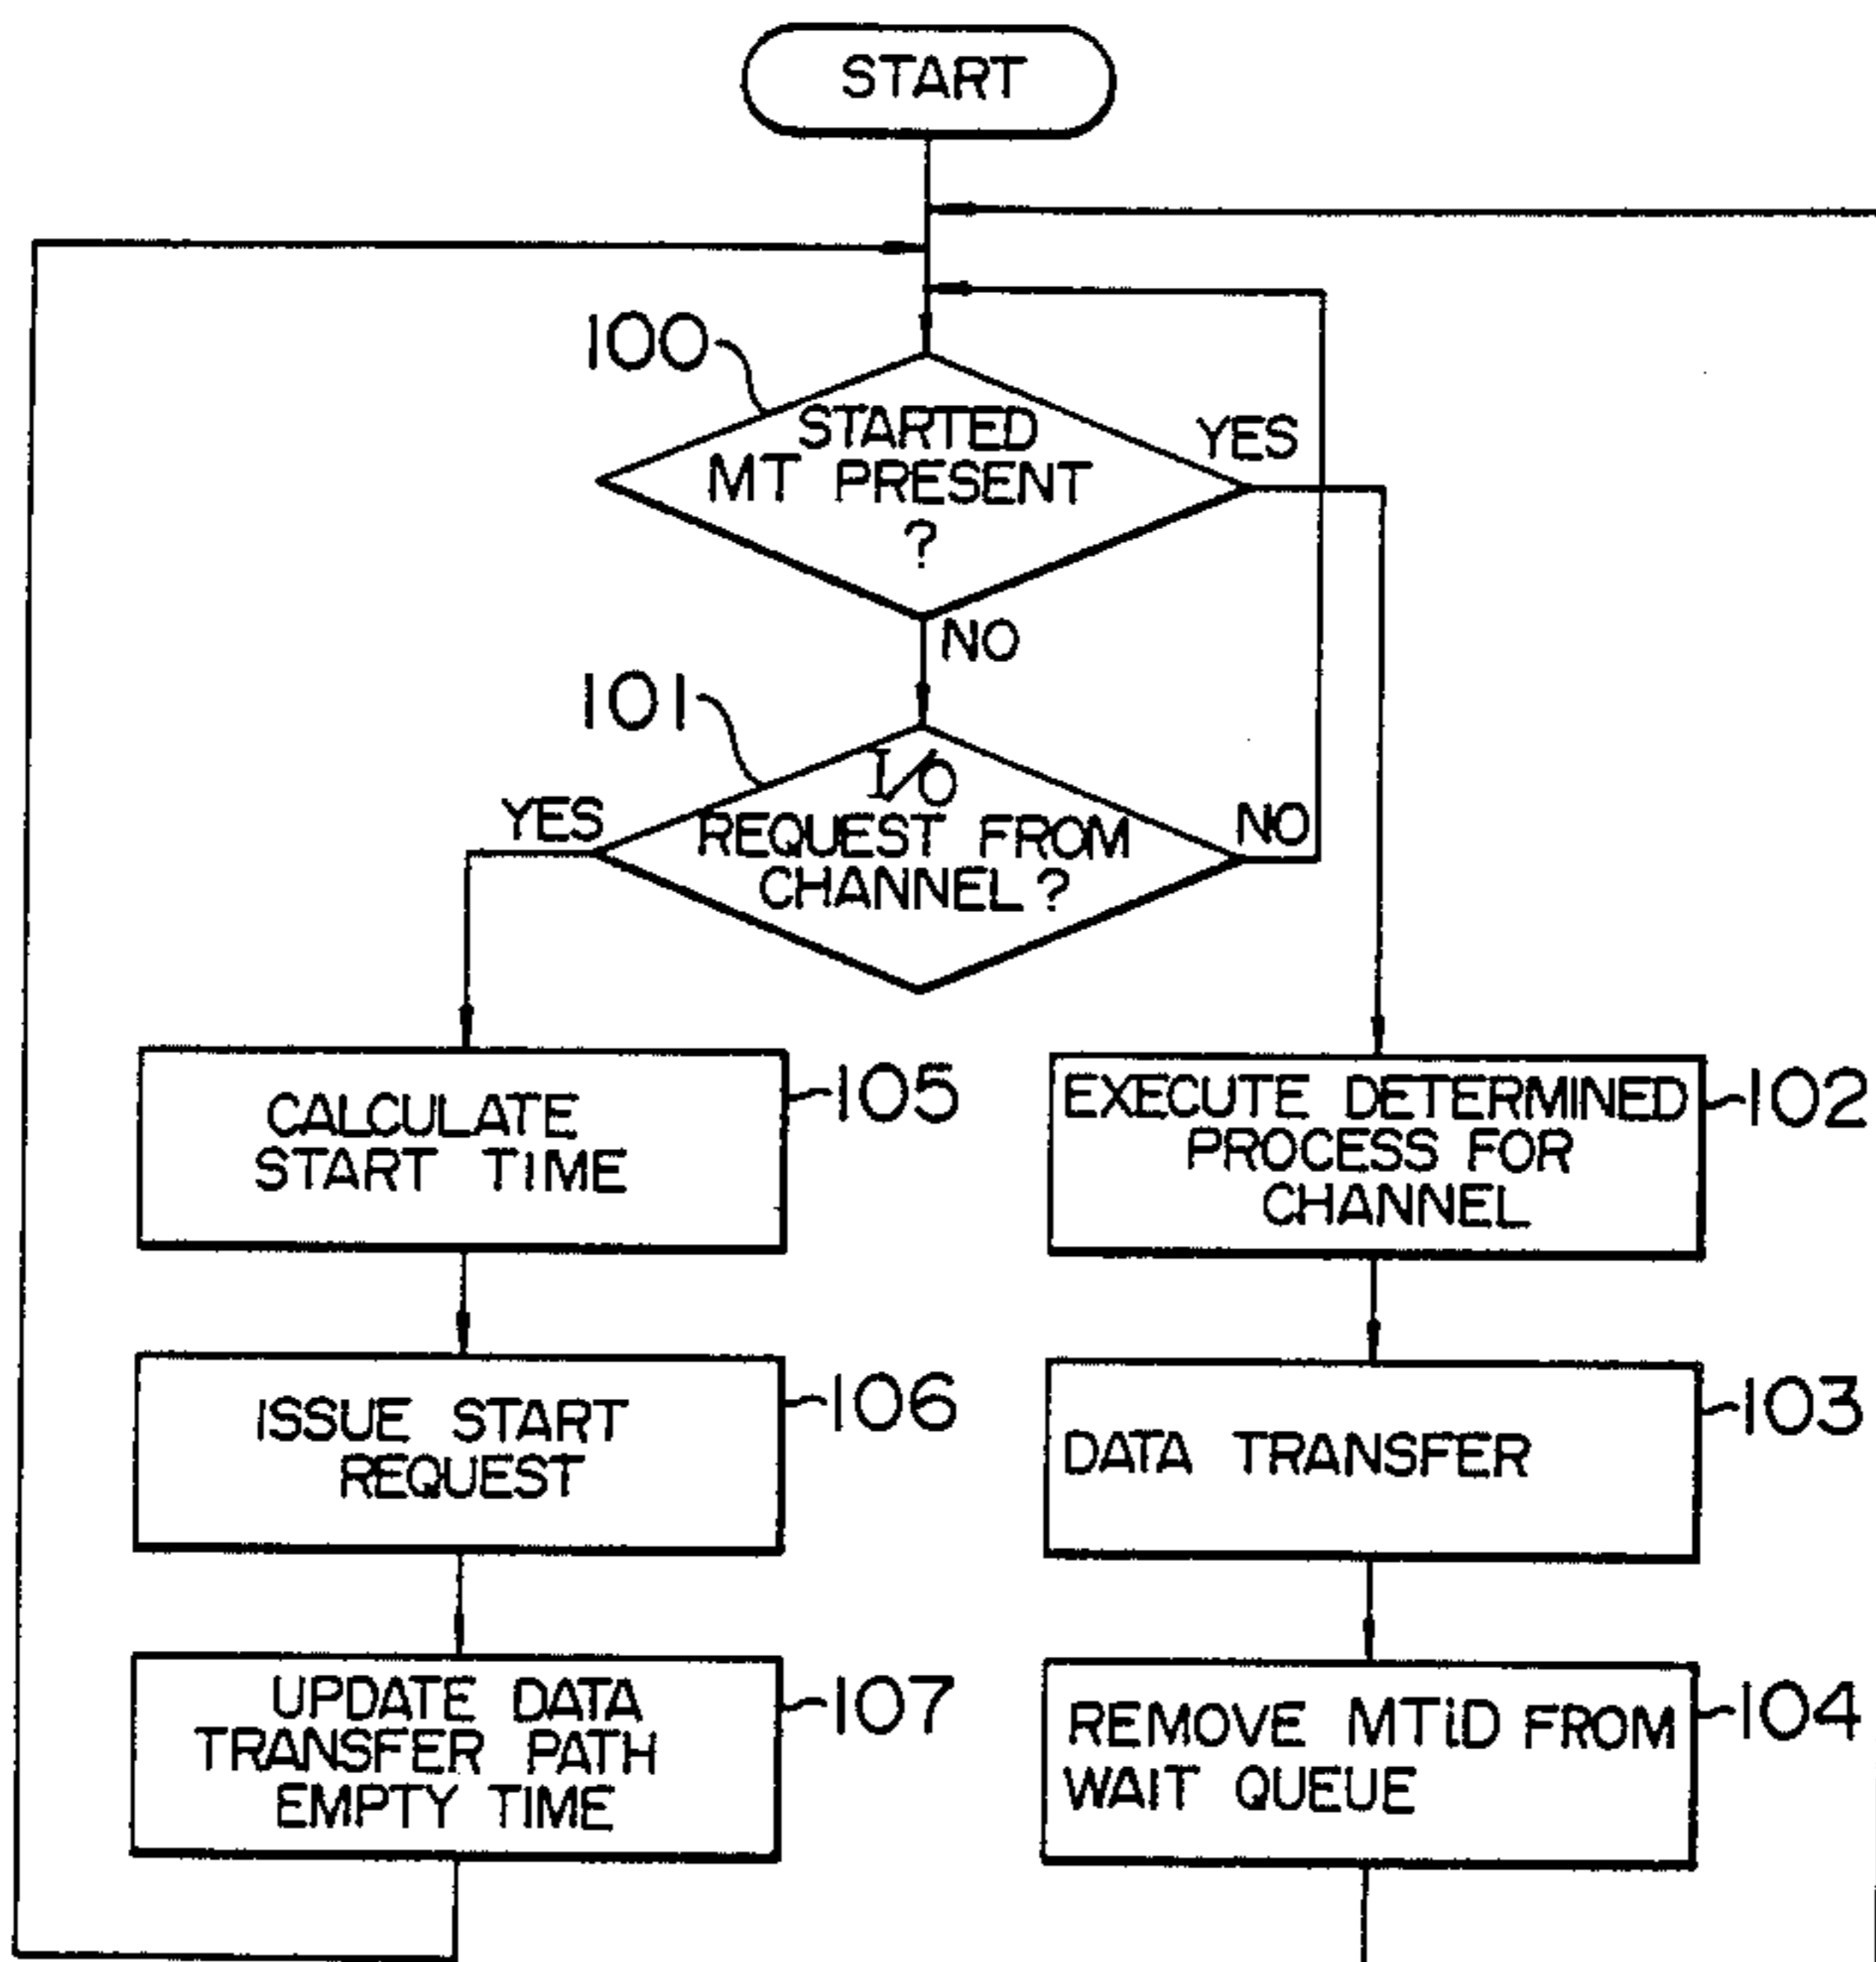 START
100
STARTED
MT PRESENT
?
YES
NO
101
I/O
REQUEST FROM
CHANNEL?
YES
NO
CALCULATE
START TIME
105
EXECUTE DETERMINED
PROCESS FOR
CHANNEL
102
ISSUE START
REQUEST
106
DATA TRANSFER
103
UPDATE DATA
TRANSFER PATH
EMPTY TIME
107
REMOVE MTiD FROM
WAIT QUEUE
104